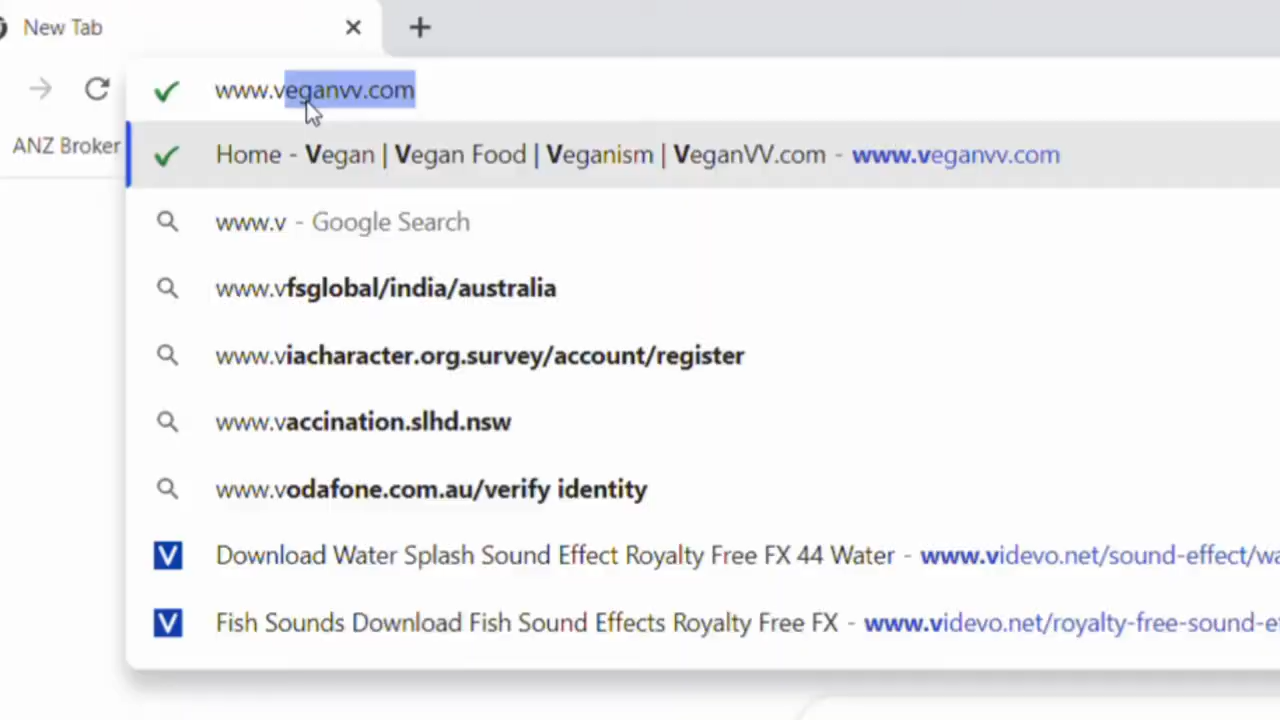 New Tab
www.veganvv.com
ANZ Broker
Home - Vegan | Vegan Food | Veganism | VeganVV.com - www.veganvv.com
www.v - Google Search
www.vfsglobal/india/australia
www.viacharacter.org.survey/account/register
www.vaccination.slhd.nsw
www.vodafone.com.au/verify identity
V Download Water Splash Sound Effect Royalty Free FX 44 Water - www.videvo.net/sound-effect/wa
V Fish Sounds Download Fish Sound Effects Royalty Free FX - www.videvo.net/royalty-free-sound-ef